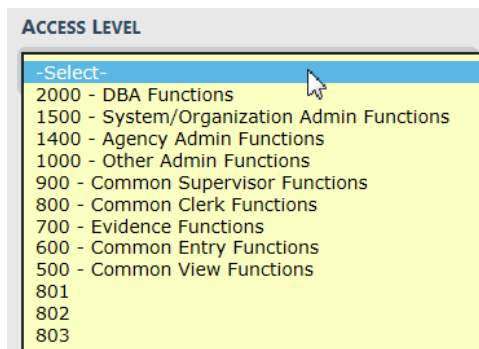 ACCESS LEVEL
-Select-
2000 - DBA Functions
1500 - System/Organization Admin Functions
1400 - Agency Admin Functions
1000 - Other Admin Functions
900 - Common Supervisor Functions
800 - Common Clerk Functions
700 - Evidence Functions
600 - Common Entry Functions
500 - Common View Functions
801
802
803